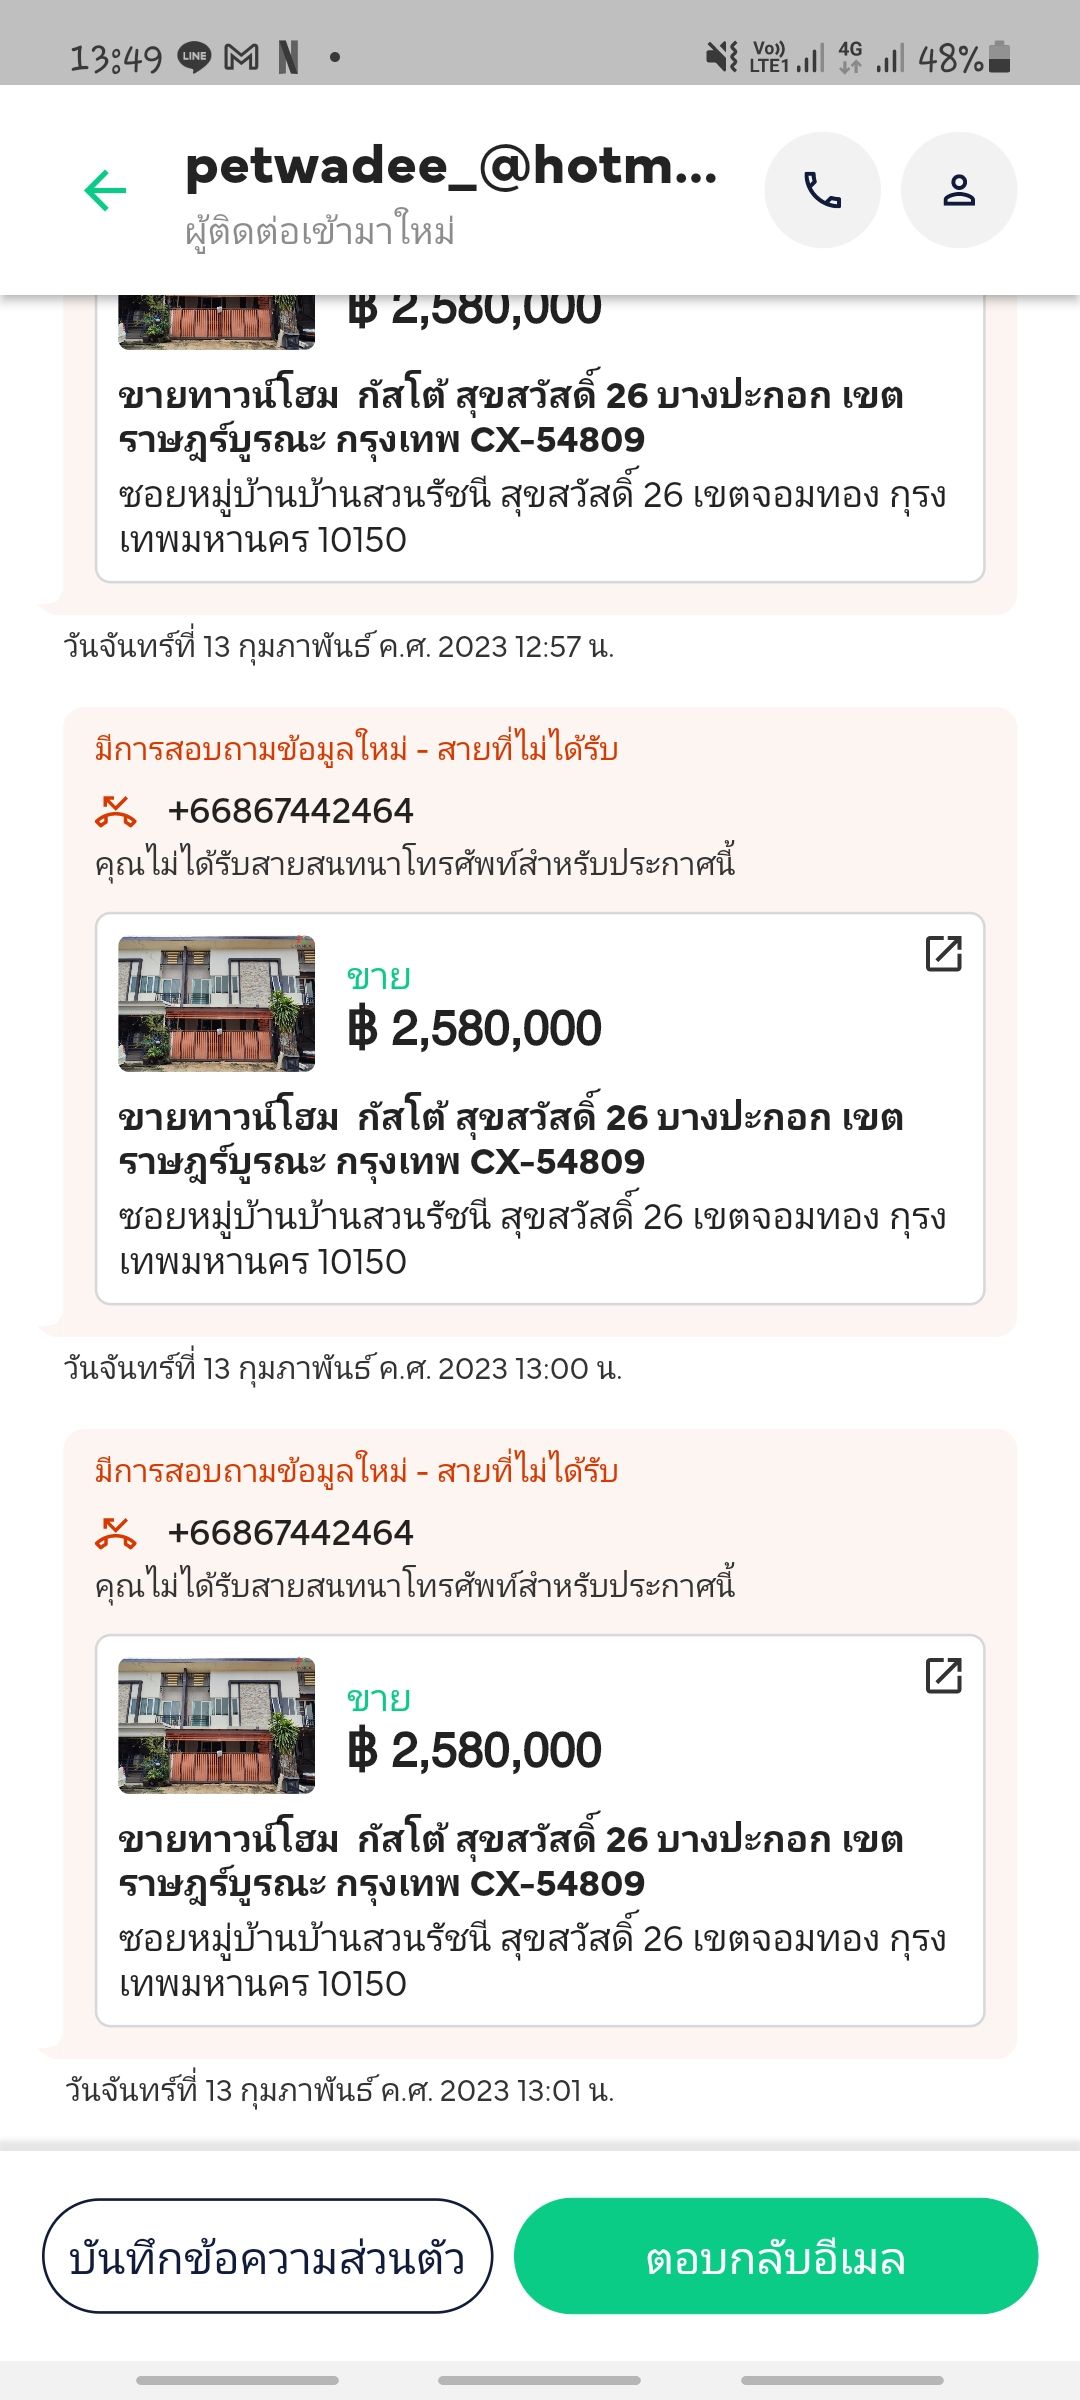 13:49 LINE Vo)) LTE1 4G 48%
petwadee_@hotm...
ผู้ติดต่อเข้ามาใหม่
฿ 2,580,000
ขายทาวน์โฮม กัสโต้ สุขสวัสดิ์ 26 บางปะกอก เขต
ราษฎร์บูรณะ กรุงเทพ CX-54809
ซอยหมู่บ้านบ้านสวนรัชนี สุขสวัสดิ์ 26 เขตจอมทอง กุรง
เทพมหานคร 10150
วันจันทร์ที่ 13 กุมภาพันธ์ ค.ศ. 2023 12:57 น.
มีการสอบถามข้อมูลใหม่ - สายที่ไม่ได้รับ
+66867442464
คุณไม่ได้รับสายสนทนาโทรศัพท์สำหรับประกาศนี้
ขาย
฿ 2,580,000
ขายทาวน์โฮม กัสโต้ สุขสวัสดิ์ 26 บางปะกอก เขต
ราษฎร์บูรณะ กรุงเทพ CX-54809
ซอยหมู่บ้านบ้านสวนรัชนี สุขสวัสดิ์ 26 เขตจอมทอง กุรง
เทพมหานคร 10150
วันจันทร์ที่ 13 กุมภาพันธ์ ค.ศ. 2023 13:00 น.
มีการสอบถามข้อมูลใหม่ - สายที่ไม่ได้รับ
+66867442464
คุณไม่ได้รับสายสนทนาโทรศัพท์สำหรับประกาศนี้
ขาย
฿ 2,580,000
ขายทาวน์โฮม กัสโต้ สุขสวัสดิ์ 26 บางปะกอก เขต
ราษฎร์บูรณะ กรุงเทพ CX-54809
ซอยหมู่บ้านบ้านสวนรัชนี สุขสวัสดิ์ 26 เขตจอมทอง กุรง
เทพมหานคร 10150
วันจันทร์ที่ 13 กุมภาพันธ์ ค.ศ. 2023 13:01 น.
บันทึกข้อความส่วนตัว
ตอบกลับอีเมล